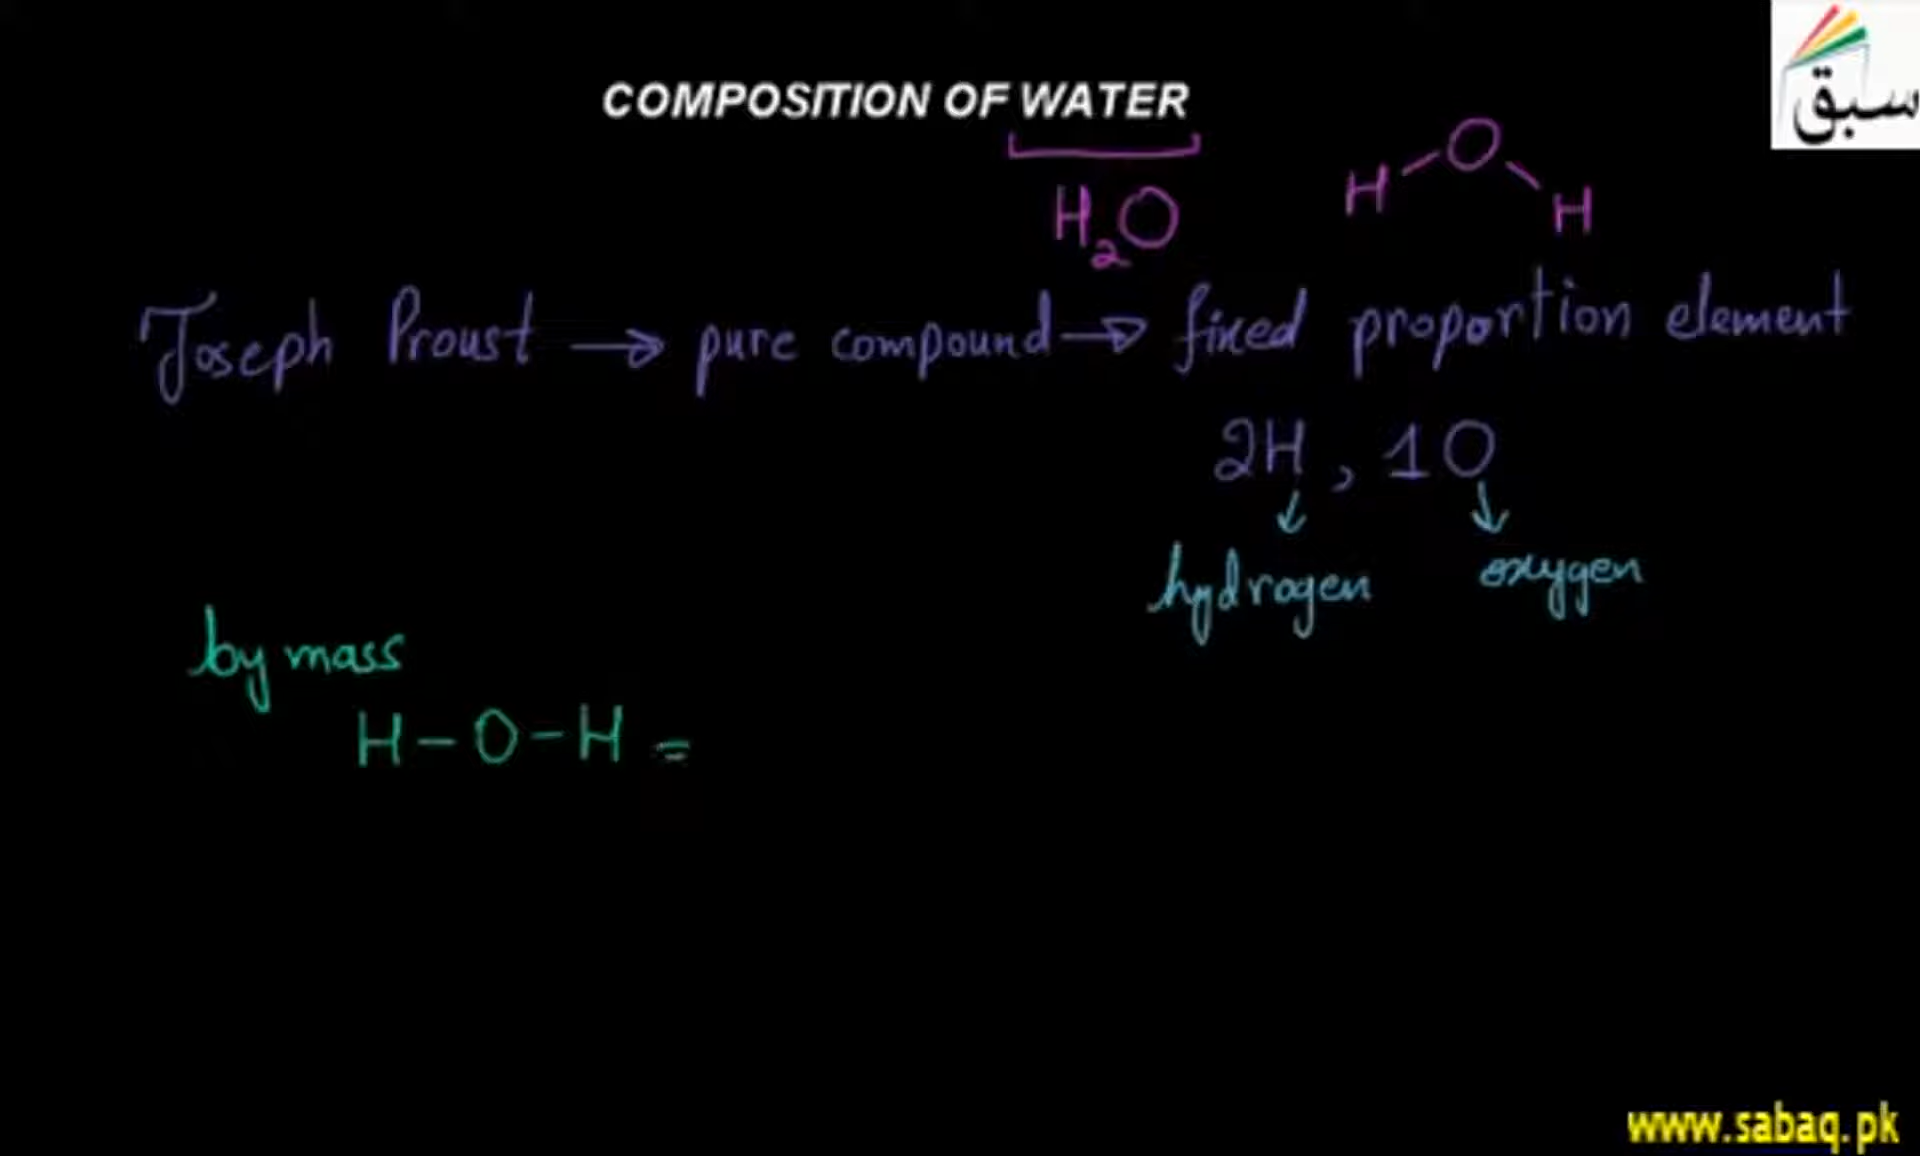 سبق
COMPOSITION OF WATER
H₂O
H-O-H
Joseph Proust → pure compound → fixed proportion element
2H, 1O
↓ ↓
hydrogen oxygen
by mass
H-O-H =
www.sabaq.pk